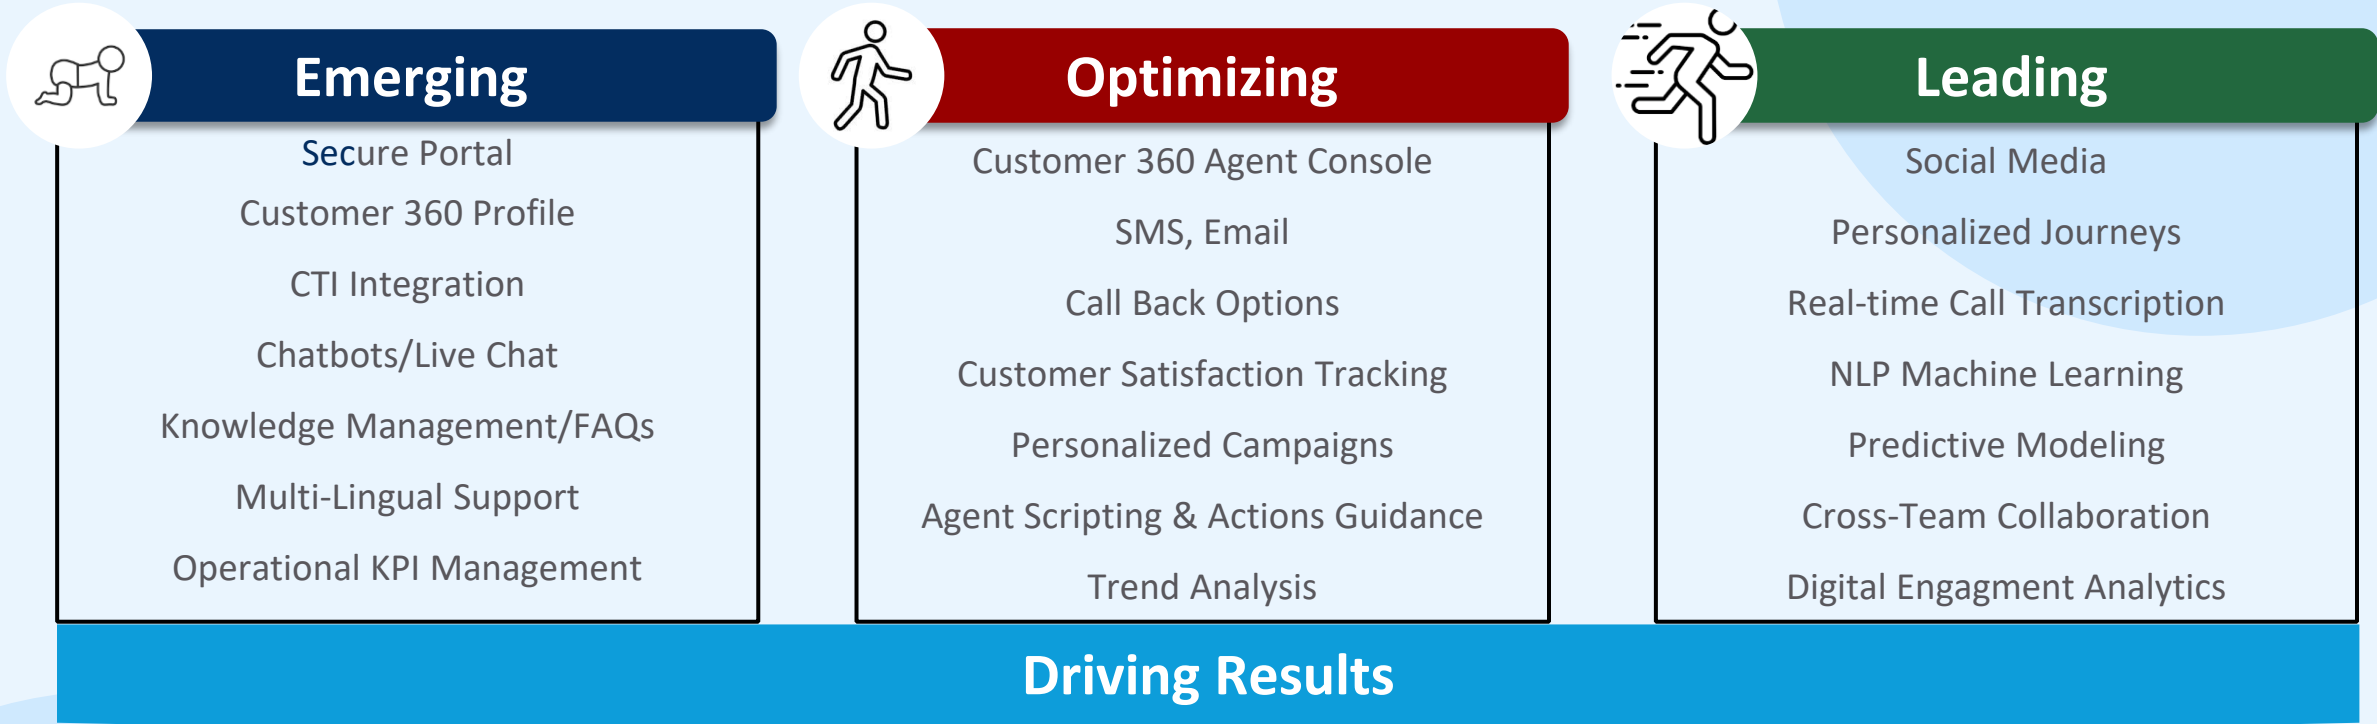 Emerging
Secure Portal
Customer 360 Profile
CTI Integration
Chatbots/Live Chat
Knowledge Management/FAQs
Multi-Lingual Support
Operational KPI Management
Optimizing
Customer 360 Agent Console
SMS, Email
Call Back Options
Customer Satisfaction Tracking
Personalized Campaigns
Agent Scripting & Actions Guidance
Trend Analysis
Leading
Social Media
Personalized Journeys
Real-time Call Transcription
NLP Machine Learning
Predictive Modeling
Cross-Team Collaboration
Digital Engagment Analytics
Driving Results